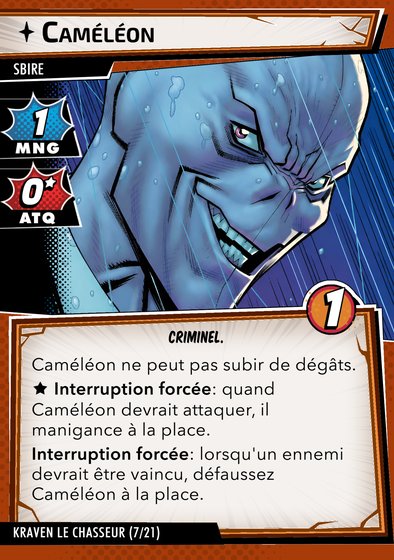 Caméléon
SBIRE
1
MNG
0★
ATQ
1
CRIMINEL.
Caméléon ne peut pas subir de dégâts.
★ Interruption forcée: quand
Caméléon devrait attaquer, il
manigance à la place.
Interruption forcée: lorsqu'un ennemi
devrait être vaincu, défaussez
Caméléon à la place.
KRAVEN LE CHASSEUR (7/21)